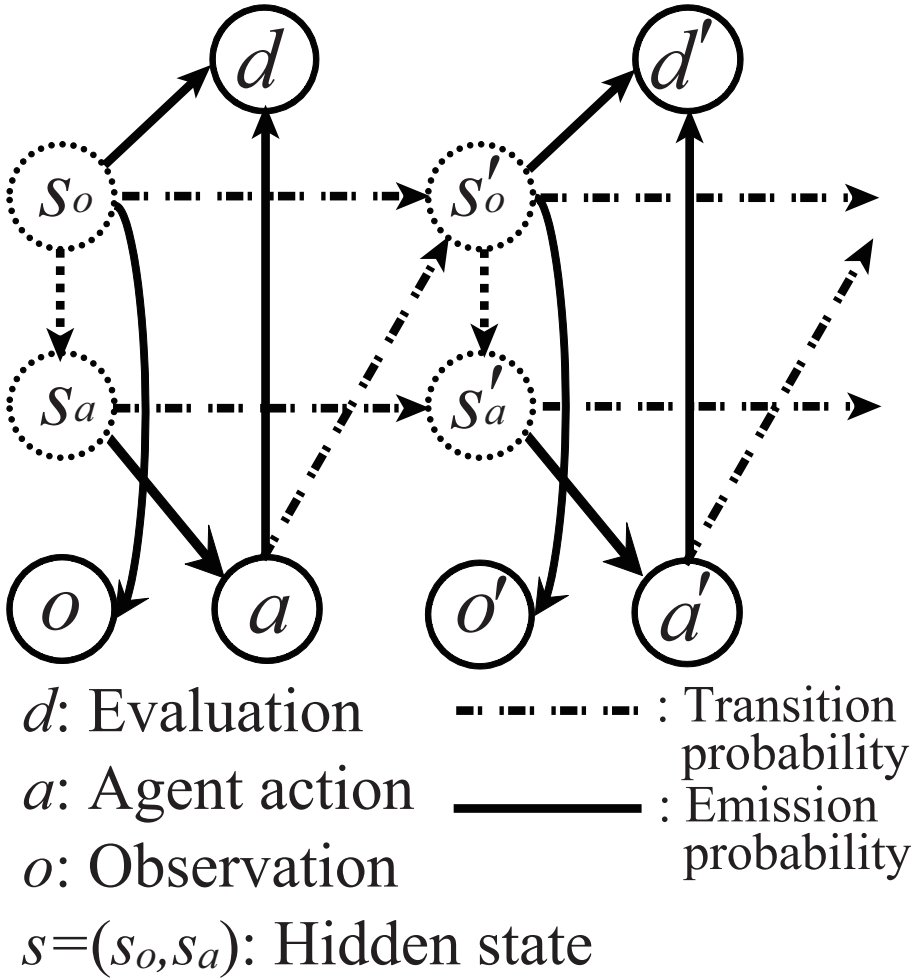 d d′
so s′o
sa s′a
o a o′ a′
d: Evaluation
a: Agent action
o: Observation
s=(so,sa): Hidden state
: Transition
probability
: Emission
probability